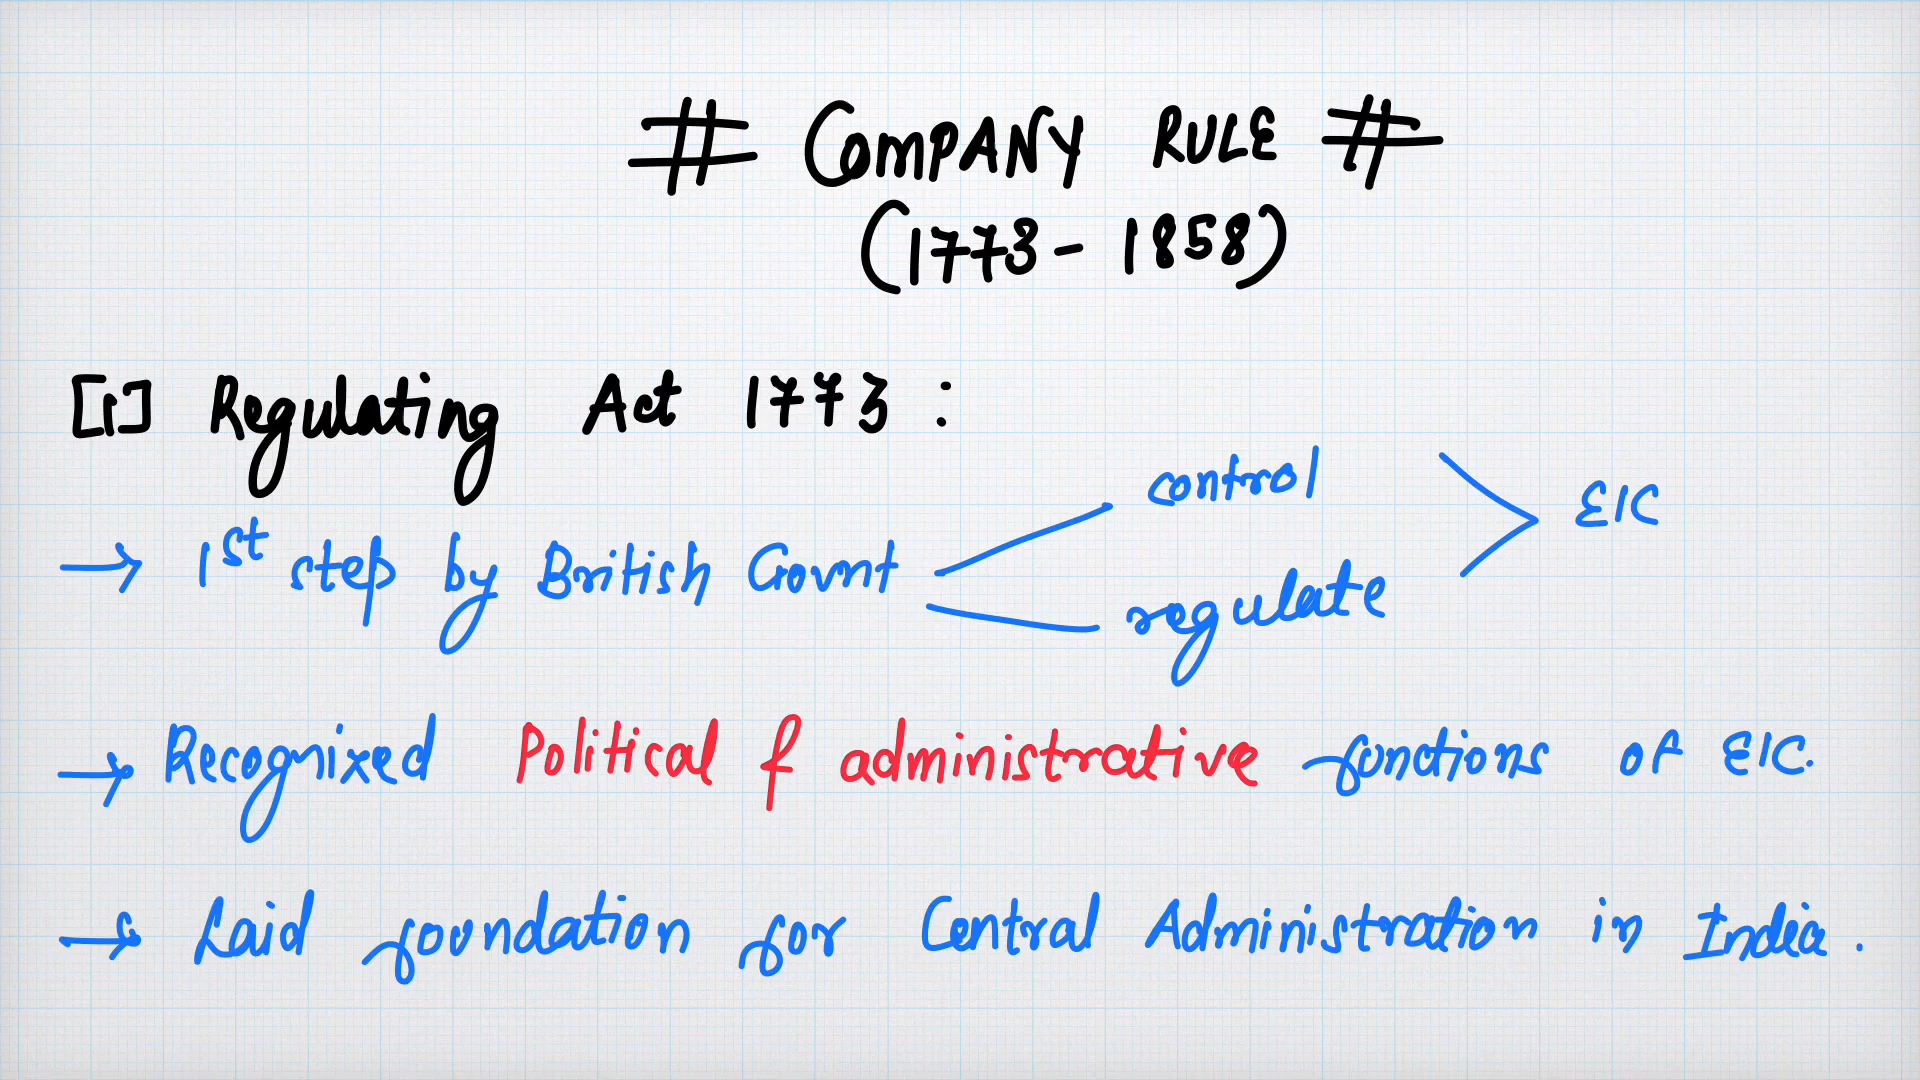 # COMPANY RULE #
(1773 - 1858)
[1] Regulating Act 1773 :
→ 1st step by British Govnt control regulate EIC
→ Recognized Political & administrative functions of EIC.
→ Laid foundation for Central Administration in India.